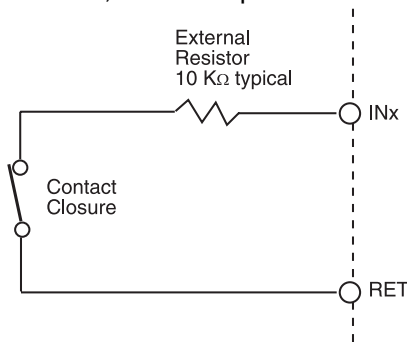 External
Resistor
10 KΩ typical
INx
Contact
Closure
RET